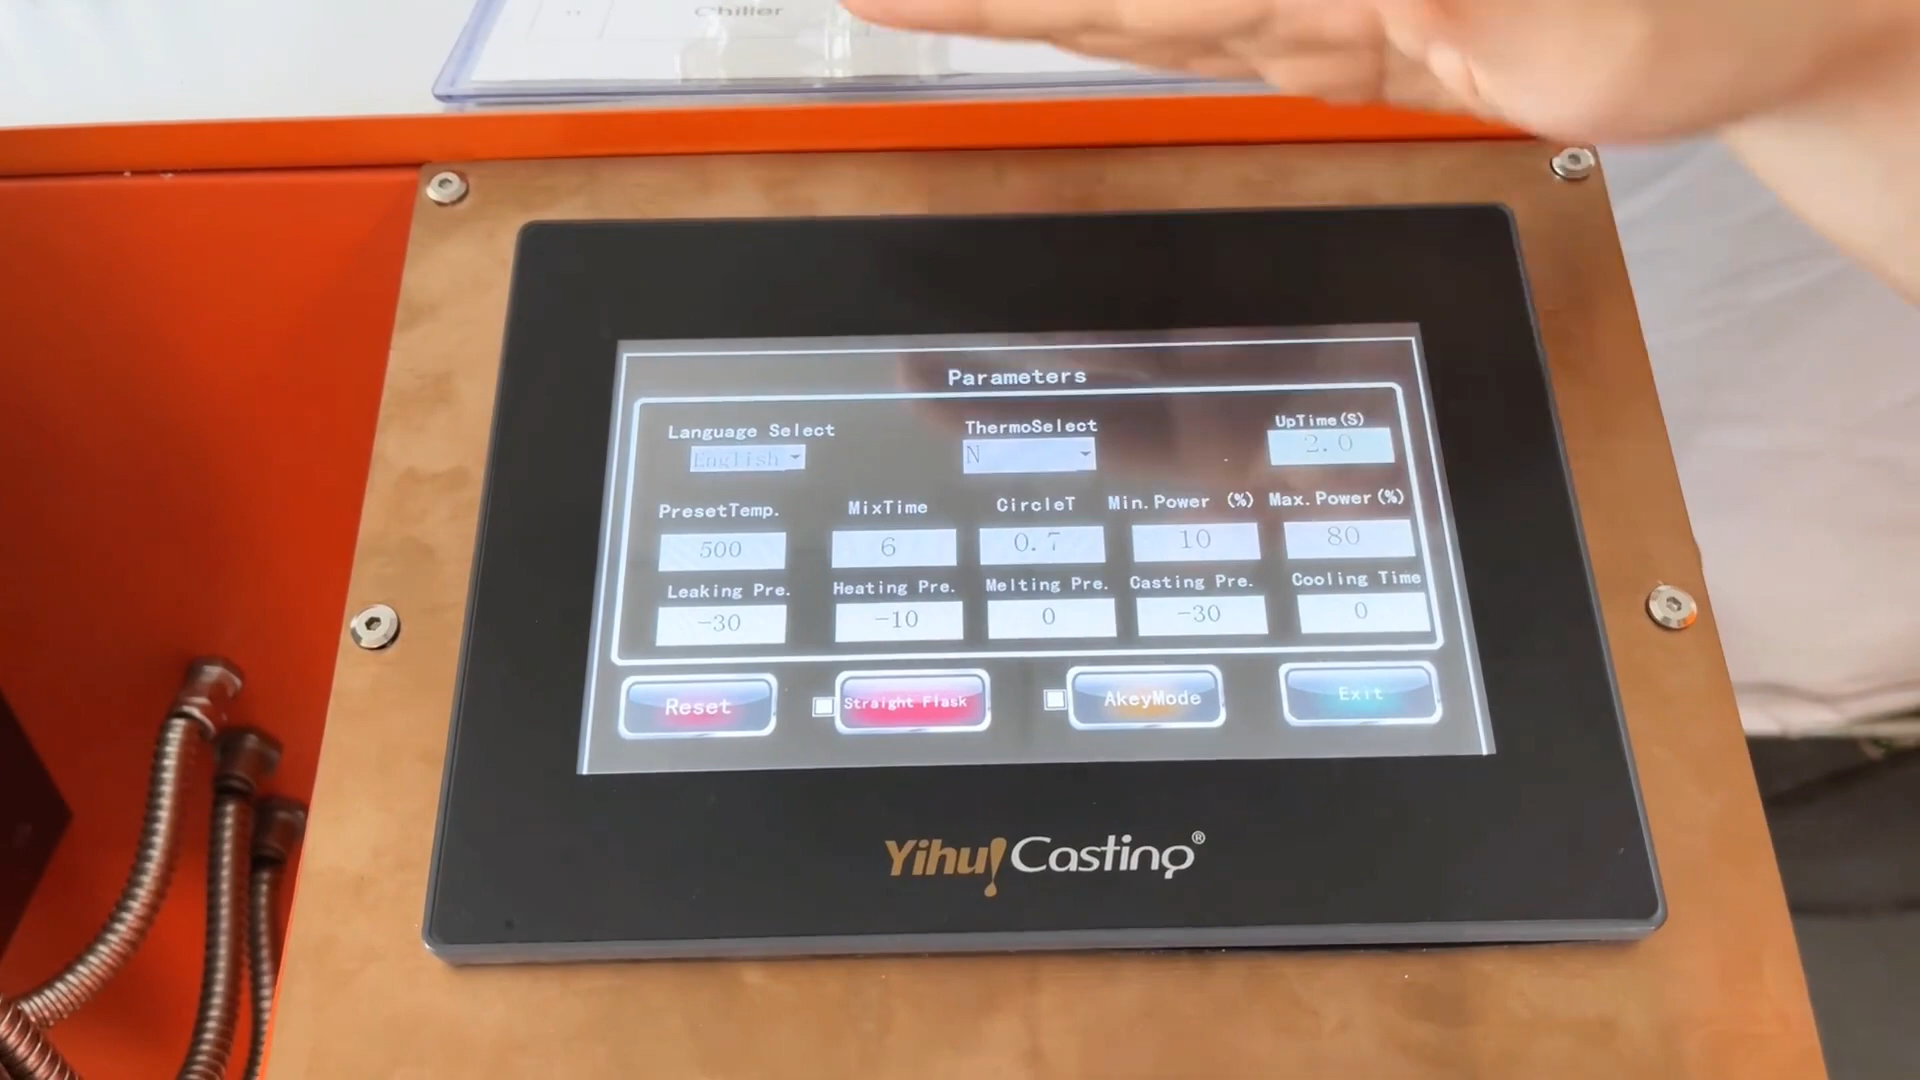 Chiller
Parameters
Language Select ThermoSelect UpTime(S)
English N 2.0
PresetTemp. MixTime CircleT Min.Power (%) Max.Power(%)
500 6 0.7 10 80
Leaking Pre. Heating Pre. Melting Pre. Casting Pre. Cooling Time
-30 -10 0 -30 0
Reset Straight Flask AkeyMode Exit
Yihui Casting®